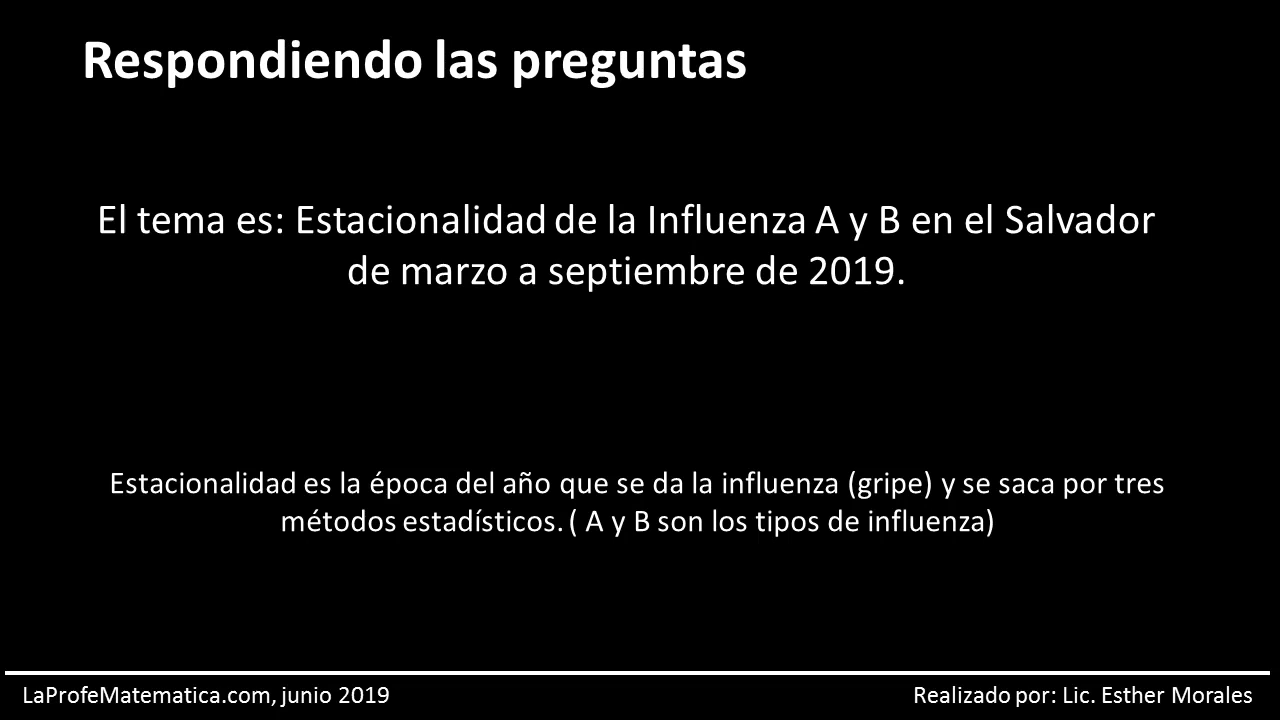 Respondiendo las preguntas
El tema es: Estacionalidad de la Influenza A y B en el Salvador
de marzo a septiembre de 2019.
Estacionalidad es la época del año que se da la influenza (gripe) y se saca por tres
métodos estadísticos. ( A y B son los tipos de influenza)
LaProfeMatematica.com, junio 2019
Realizado por: Lic. Esther Morales